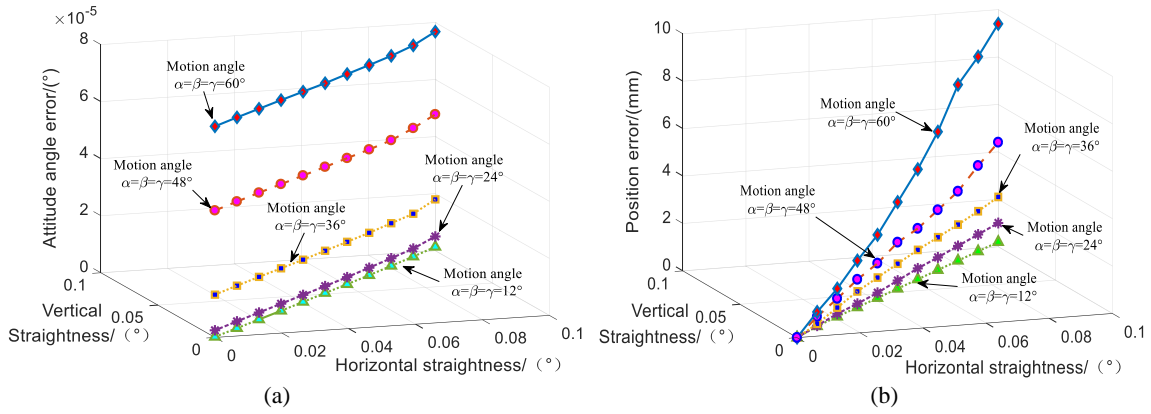 ×10⁻⁵
8
6
4
2
0
Attitude angle error/(°)
Motion angle
α=β=γ=60°
Motion angle
α=β=γ=48°
Motion angle
α=β=γ=36°
Motion angle
α=β=γ=24°
Motion angle
α=β=γ=12°
0.1
0.05
0
Vertical
Straightness/（°）
0
0.02
0.04
0.06
0.08
0.1
Horizontal straightness/（°）
(a)
10
8
6
4
2
0
Position error/(mm)
Motion angle
α=β=γ=60°
Motion angle
α=β=γ=48°
Motion angle
α=β=γ=36°
Motion angle
α=β=γ=24°
Motion angle
α=β=γ=12°
0.1
0.05
0
Vertical
Straightness/（°）
0
0.02
0.04
0.06
0.08
0.1
Horizontal straightness/（°）
(b)